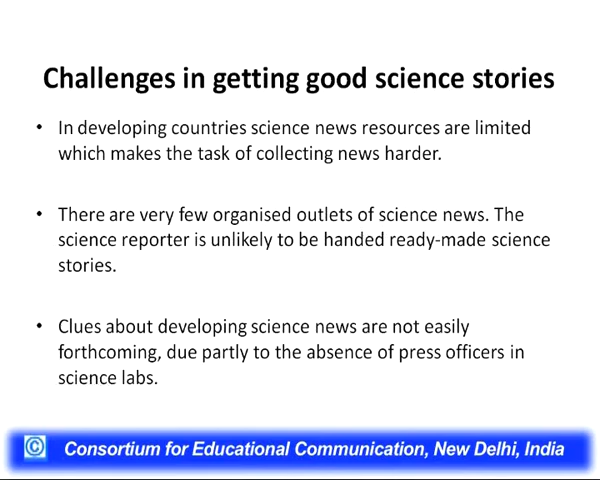 Challenges in getting good science stories
• In developing countries science news resources are limited
which makes the task of collecting news harder.
• There are very few organised outlets of science news. The
science reporter is unlikely to be handed ready-made science
stories.
• Clues about developing science news are not easily
forthcoming, due partly to the absence of press officers in
science labs.
© Consortium for Educational Communication, New Delhi, India